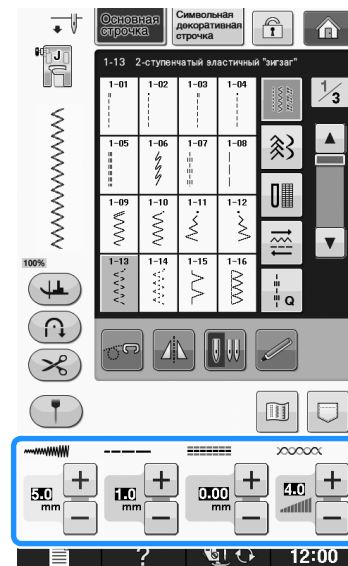 Основная строчка
Символьная декоративная строчка
J
1-13 2-ступенчатый эластичный "зигзаг"
1/3
1-01 1-02 1-03 1-04
1-05 1-06 1-07 1-08
1-09 1-10 1-11 1-12
1-13 1-14 1-15 1-16
Q
100%
5.0 mm
1.0 mm
0.00 mm
4.0
?
12:00